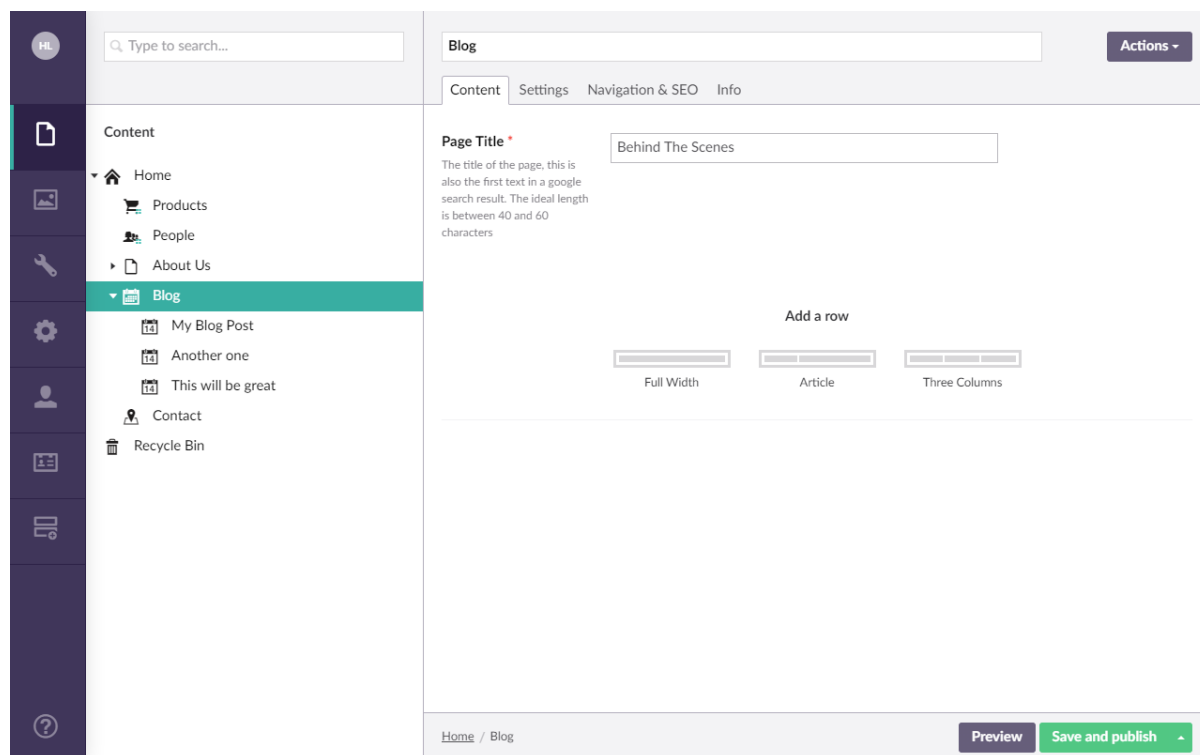 HL
Type to search...
Blog
Actions
Content Settings Navigation & SEO Info
Content
Home
Products
People
About Us
Blog
14 My Blog Post
14 Another one
14 This will be great
Contact
Recycle Bin
Page Title *
The title of the page, this is
also the first text in a google
search result. The ideal length
is between 40 and 60
characters
Behind The Scenes
Add a row
Full Width Article Three Columns
Home / Blog
Preview Save and publish
?